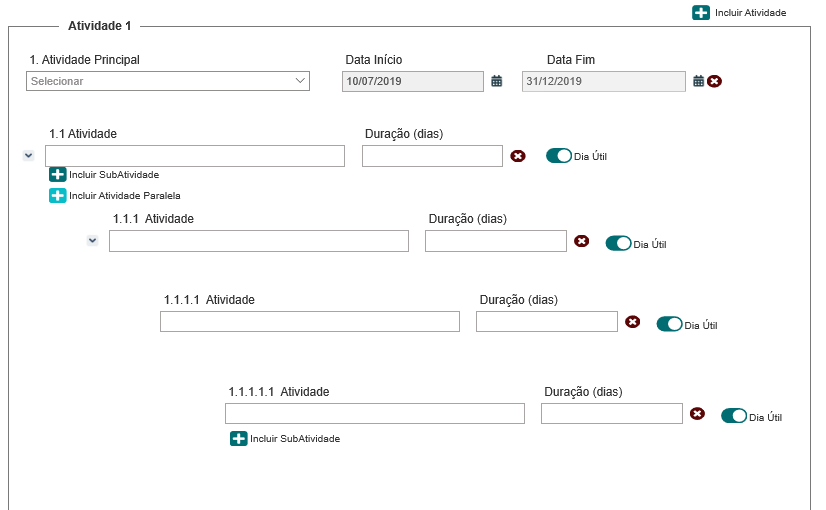 Incluir Atividade
Atividade 1
1. Atividade Principal Data Início Data Fim
Selecionar 10/07/2019 31/12/2019
1.1 Atividade Duração (dias)
Dia Útil
Incluir SubAtividade
Incluir Atividade Paralela
1.1.1 Atividade Duração (dias)
Dia Útil
1.1.1.1 Atividade Duração (dias)
Dia Útil
1.1.1.1.1 Atividade Duração (dias)
Dia Útil
Incluir SubAtividade